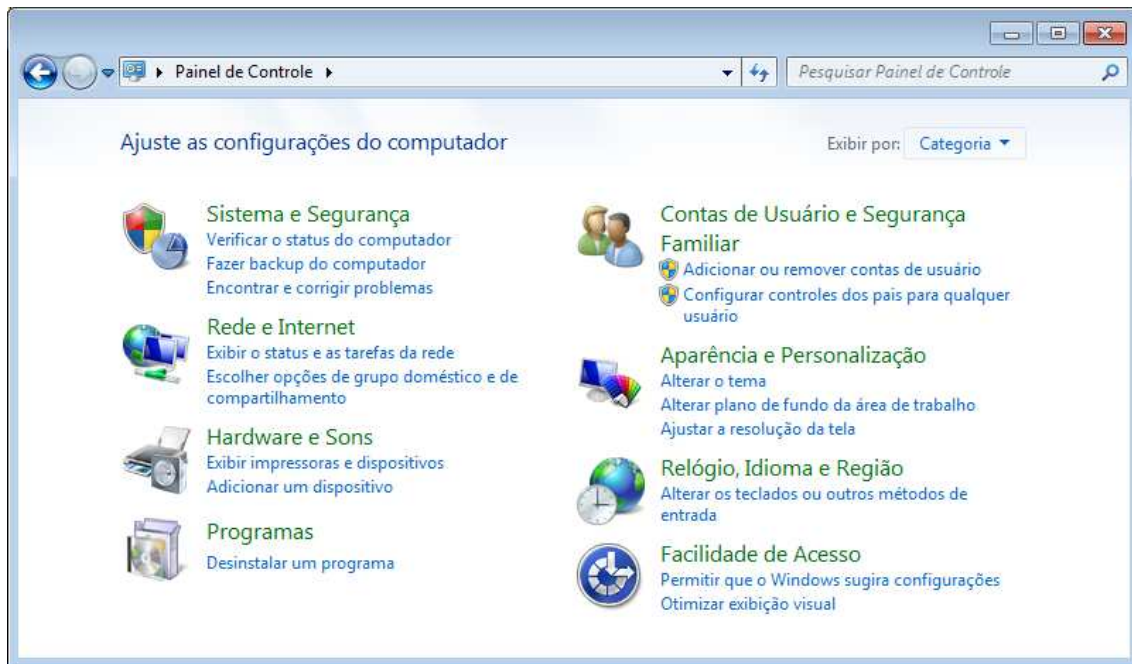 Painel de Controle
Pesquisar Painel de Controle
Ajuste as configurações do computador
Exibir por: Categoria
Sistema e Segurança
Verificar o status do computador
Fazer backup do computador
Encontrar e corrigir problemas
Rede e Internet
Exibir o status e as tarefas da rede
Escolher opções de grupo doméstico e de
compartilhamento
Hardware e Sons
Exibir impressoras e dispositivos
Adicionar um dispositivo
Programas
Desinstalar um programa
Contas de Usuário e Segurança
Familiar
Adicionar ou remover contas de usuário
Configurar controles dos pais para qualquer
usuário
Aparência e Personalização
Alterar o tema
Alterar plano de fundo da área de trabalho
Ajustar a resolução da tela
Relógio, Idioma e Região
Alterar os teclados ou outros métodos de
entrada
Facilidade de Acesso
Permitir que o Windows sugira configurações
Otimizar exibição visual